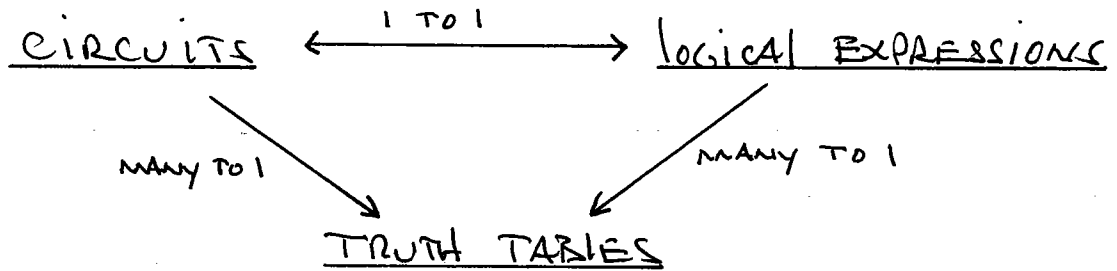 1 TO 1
CIRCUITS
LOGICAL EXPRESSIONS
MANY TO 1
MANY TO 1
TRUTH TABLES